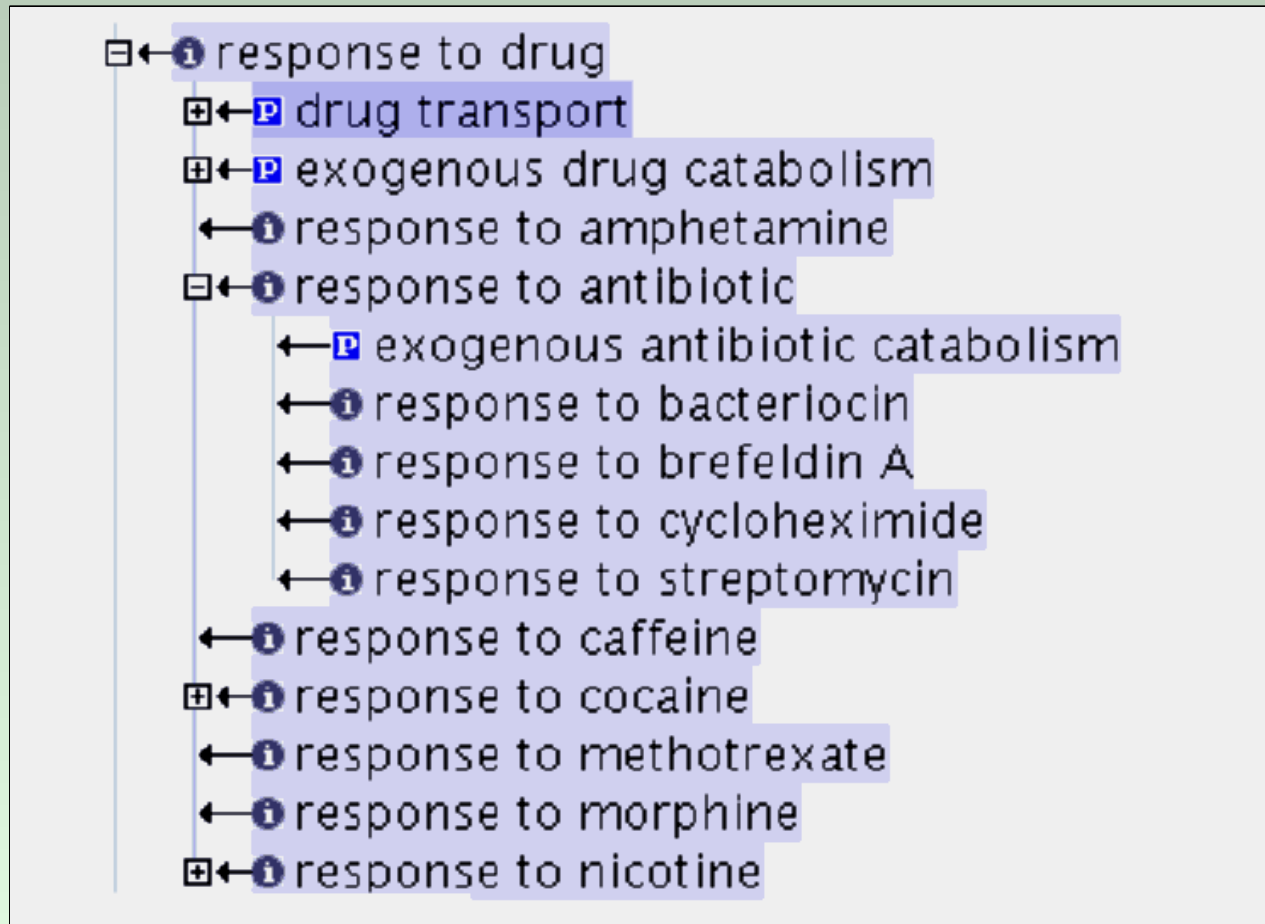 response to drug
drug transport
exogenous drug catabolism
response to amphetamine
response to antibiotic
exogenous antibiotic catabolism
response to bacteriocin
response to brefeldin A
response to cycloheximide
response to streptomycin
response to caffeine
response to cocaine
response to methotrexate
response to morphine
response to nicotine